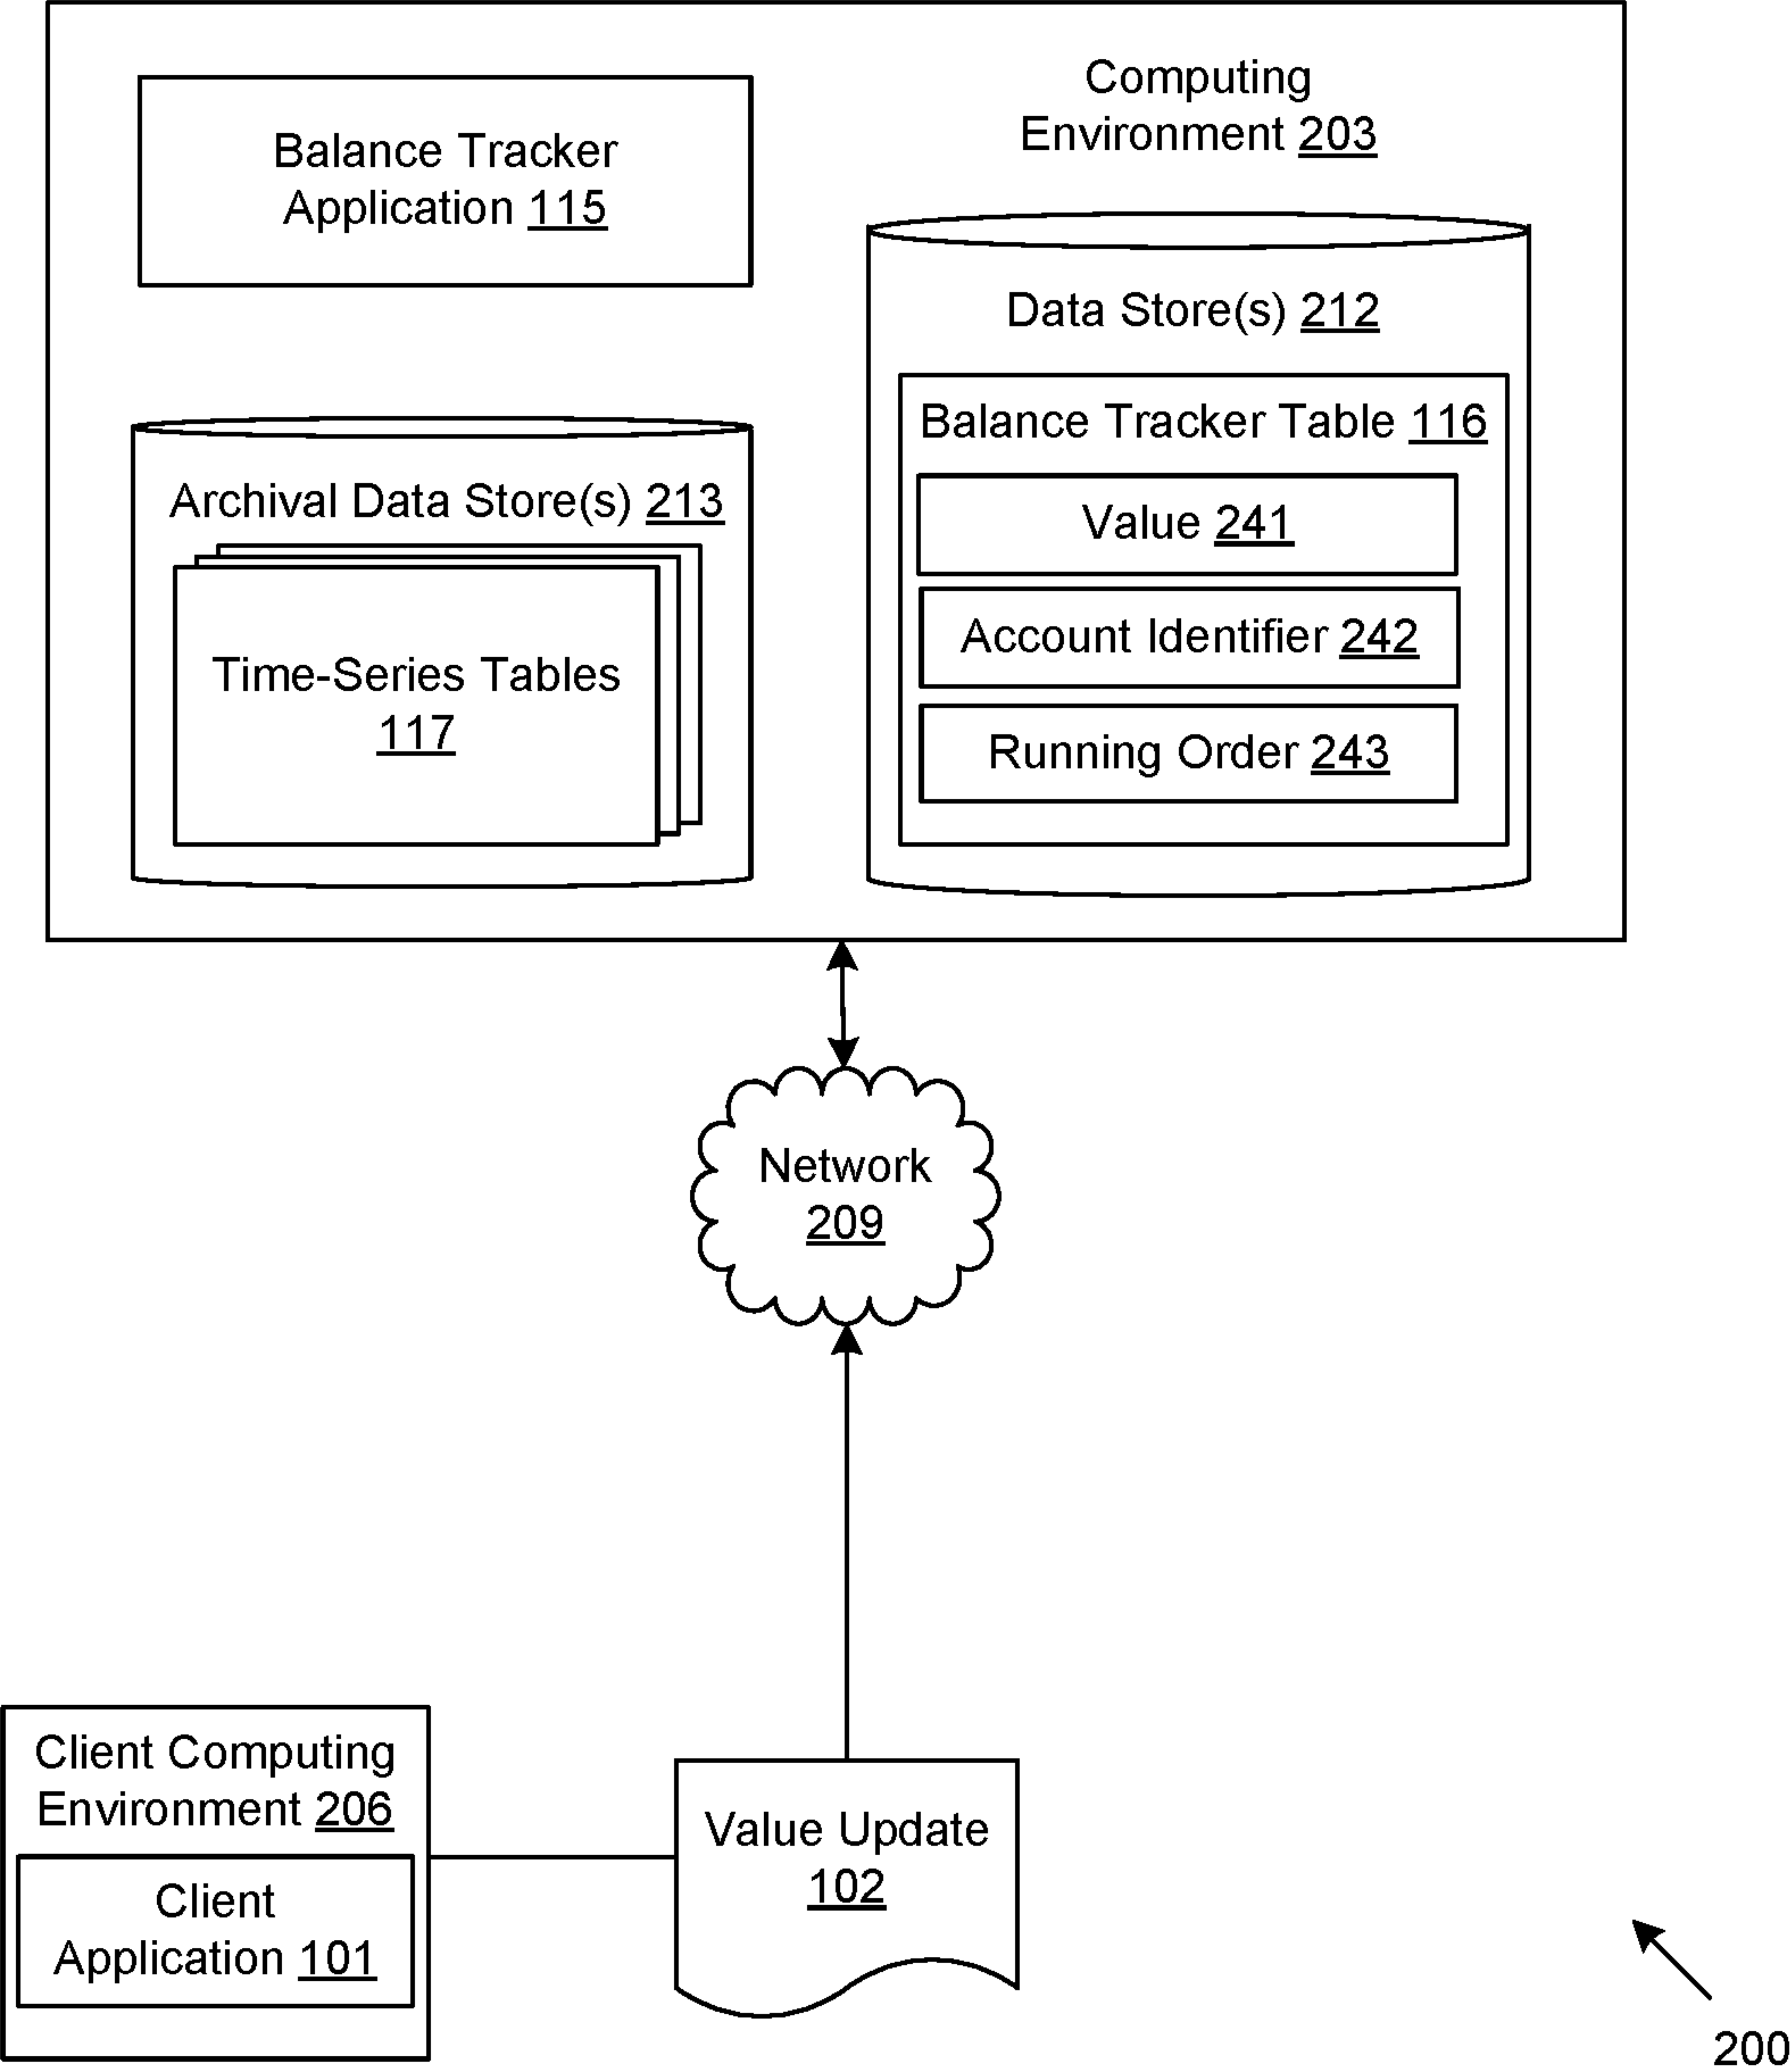 Computing
Environment 203
Balance Tracker
Application 115
Data Store(s) 212
Balance Tracker Table 116
Value 241
Account Identifier 242
Running Order 243
Archival Data Store(s) 213
Time-Series Tables
117
Network
209
Client Computing
Environment 206
Client
Application 101
Value Update
102
200